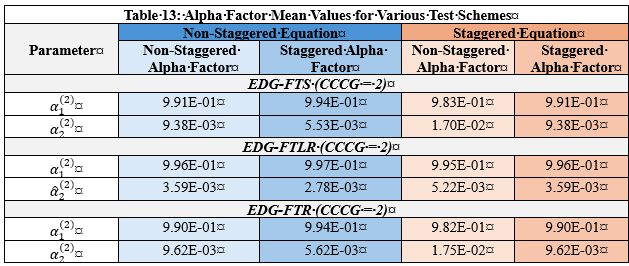 Table 13: Alpha Factor Mean Values for Various Test Schemes¤
Parameter¤ Non-Staggered Equation¤ Staggered Equation¤
Non-Staggered Alpha Factor¤ Staggered Alpha Factor¤ Non-Staggered Alpha Factor¤ Staggered Alpha Factor¤
EDG-FTS (CCCG = 2)¤
α₁⁽²⁾¤ 9.91E-01¤ 9.94E-01¤ 9.83E-01¤ 9.91E-01¤
α₂⁽²⁾¤ 9.38E-03¤ 5.53E-03¤ 1.70E-02¤ 9.38E-03¤
EDG-FTLR (CCCG = 2)¤
α₁⁽²⁾¤ 9.96E-01¤ 9.97E-01¤ 9.95E-01¤ 9.96E-01¤
α̂₂⁽²⁾¤ 3.59E-03¤ 2.78E-03¤ 5.22E-03¤ 3.59E-03¤
EDG-FTR (CCCG = 2)¤
α₁⁽²⁾¤ 9.90E-01¤ 9.94E-01¤ 9.82E-01¤ 9.90E-01¤
α₂⁽²⁾¤ 9.62E-03¤ 5.62E-03¤ 1.75E-02¤ 9.62E-03¤